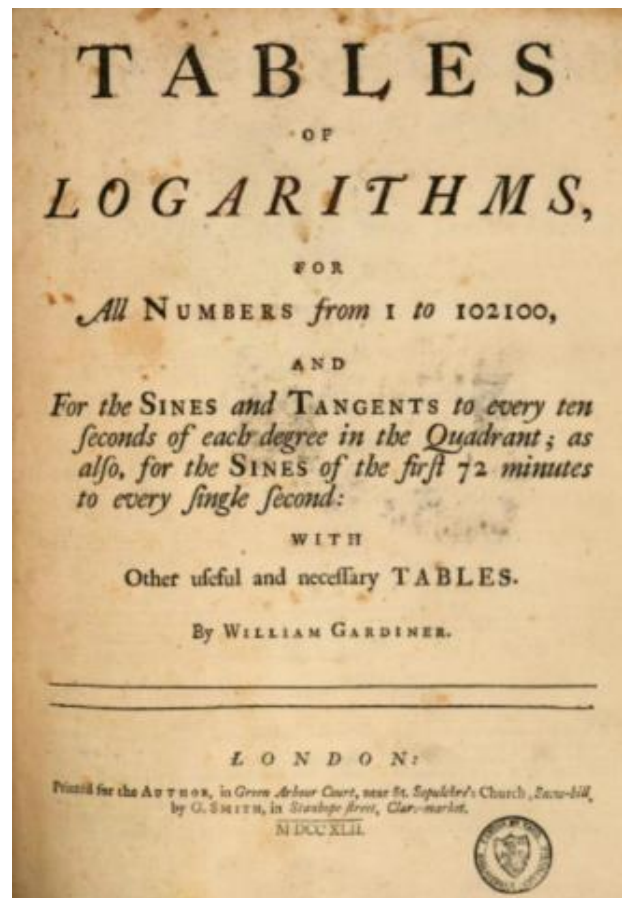 TABLES
OF
LOGARITHMS,
FOR
All NUMBERS from 1 to 102100,
AND
For the SINES and TANGENTS to every ten
ſeconds of each degree in the Quadrant; as
alſo, for the SINES of the firſt 72 minutes
to every ſingle ſecond:
WITH
Other uſeful and neceſſary TABLES.
By WILLIAM GARDINER.
LONDON:
Printed for the AUTHOR, in Green Arbour Court, near St. Sepulchre's Church, Snow-hill,
by G. SMITH, in Stanhope ſtreet, Clare-market.
MDCCXLII.